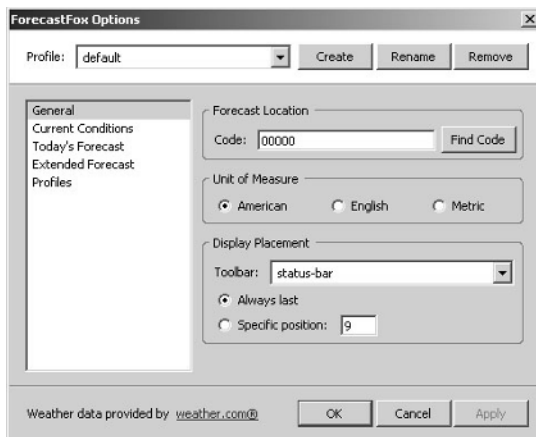 ForecastFox Options
Profile: default Create Rename Remove
General
Current Conditions
Today's Forecast
Extended Forecast
Profiles
Forecast Location
Code: 00000 Find Code
Unit of Measure
American English Metric
Display Placement
Toolbar: status-bar
Always last
Specific position: 9
Weather data provided by weather.com® OK Cancel Apply